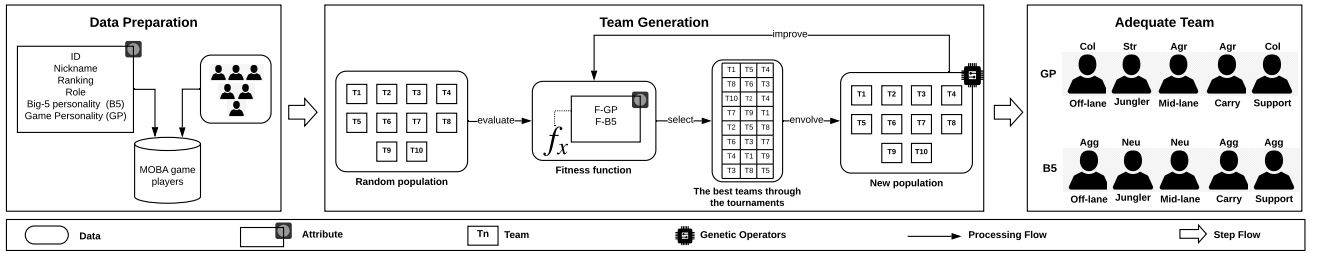 Data Preparation
ID
Nickname
Ranking
Role
Big-5 personality (B5)
Game Personality (GP)
MOBA game
players
Team Generation
improve
T1 T2 T3 T4
T5 T6 T7 T8
T9 T10
Random population
evaluate
F-GP
F-B5
fx
Fitness function
select
T1 T5 T4
T8 T6 T3
T10 T2 T4
T7 T9 T1
T2 T5 T8
T6 T3 T7
T4 T1 T9
T3 T8 T5
The best teams through
the tournaments
envolve
T1 T2 T3 T4
T5 T6 T7 T8
T9 T10
New population
Adequate Team
Col Str Agr Agr Col
GP
Off-lane Jungler Mid-lane Carry Support
Agg Neu Neu Agg Agg
B5
Off-lane Jungler Mid-lane Carry Support
Data
Attribute
Tn Team
Genetic Operators
Processing Flow
Step Flow